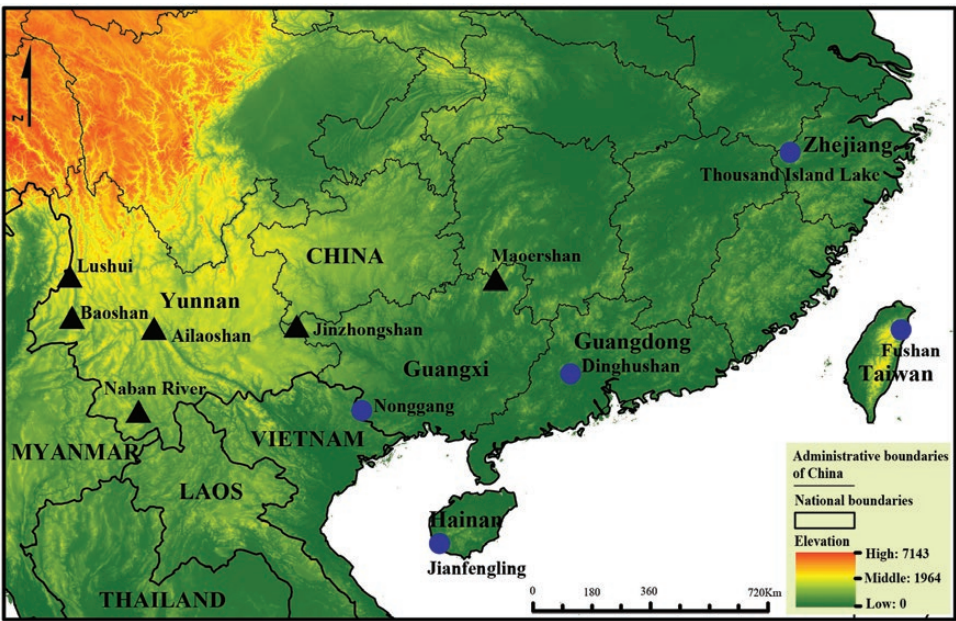 N
Zhejiang
Thousand Island Lake
CHINA
Maoershan
Lushui
Yunnan
Baoshan
Ailaoshan
Jinzhongshan
Guangdong
Dinghushan
Fushan
Taiwan
Guangxi
Naban River
Nonggang
VIETNAM
MYANMAR
LAOS
Hainan
Jianfengling
THAILAND
0 180 360 720Km
Administrative boundaries
of China
National boundaries
Elevation
High: 7143
Middle: 1964
Low: 0